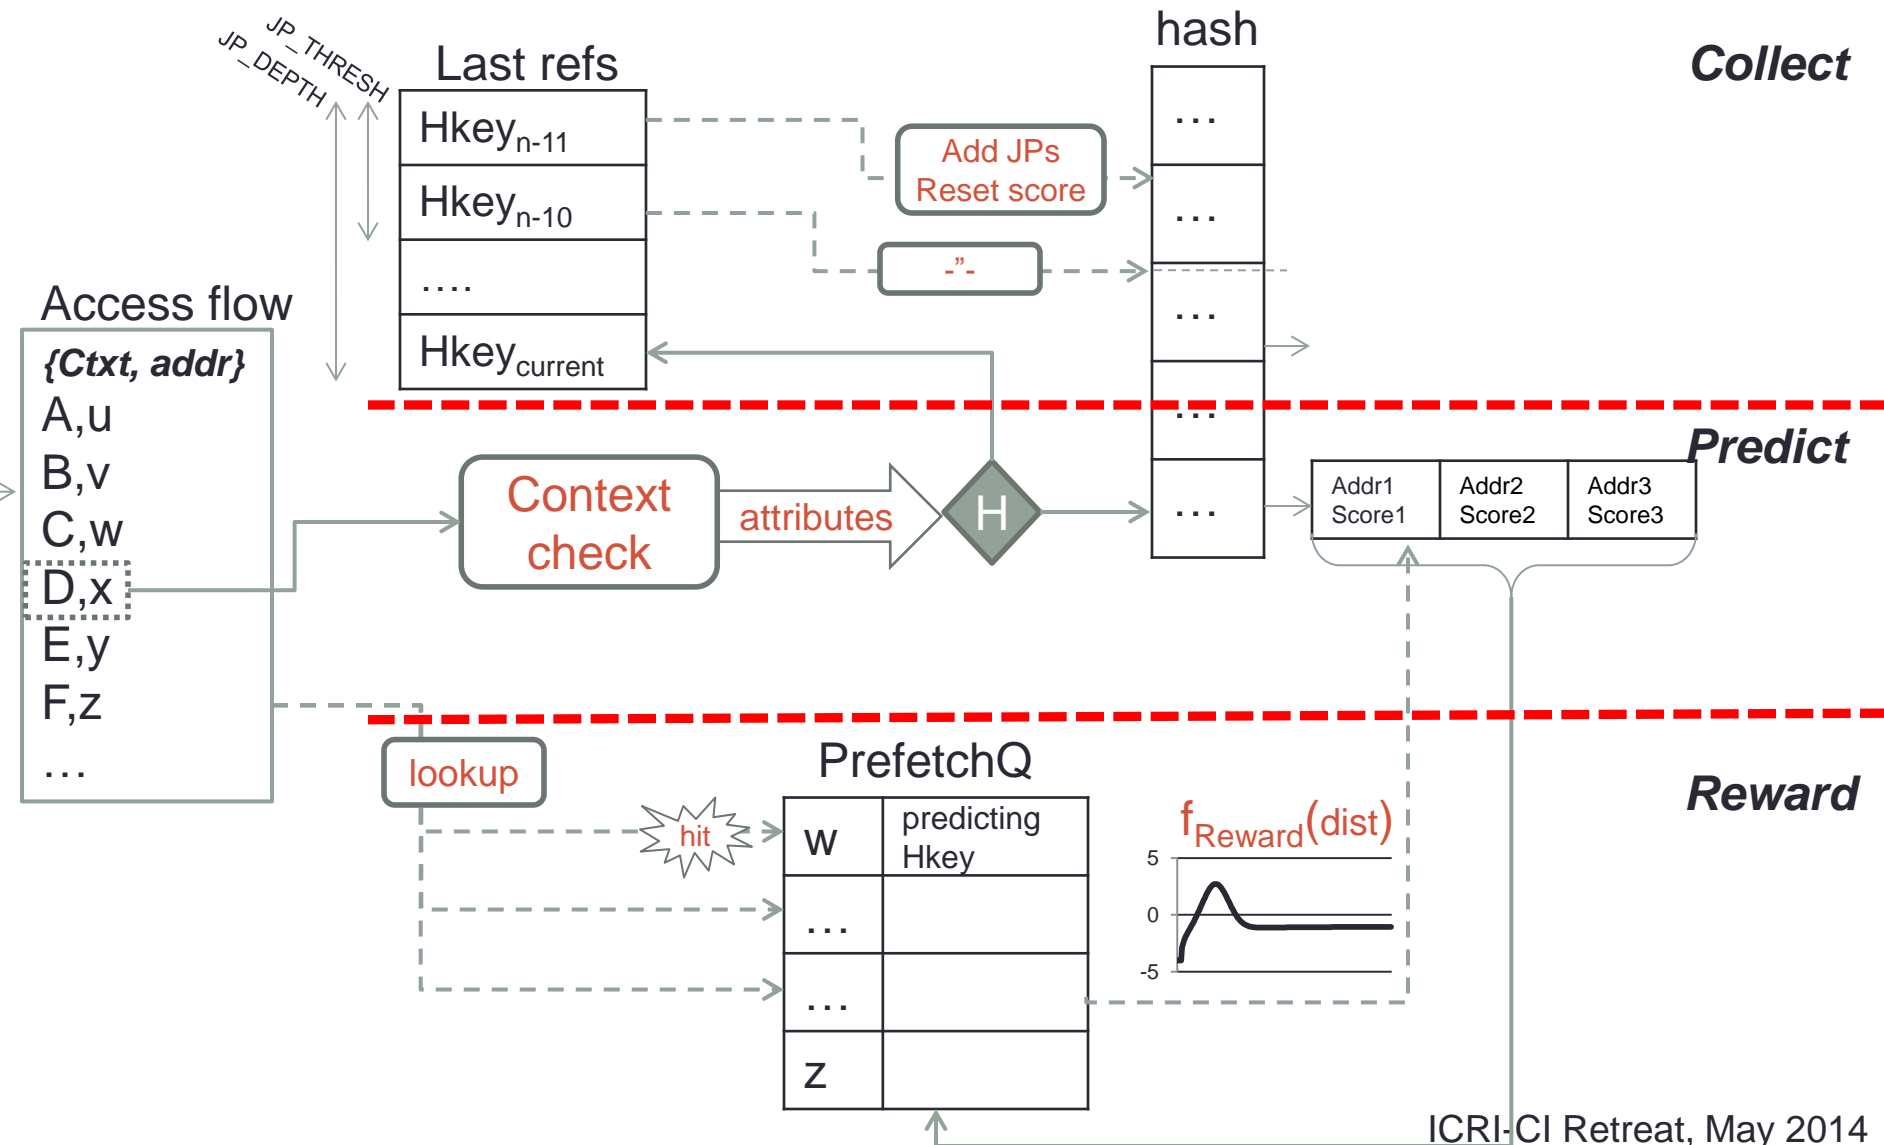 JP_THRESH
JP_DEPTH
Last refs
Hkeyn-11
Hkeyn-10
....
Hkeycurrent
Add JPs
Reset score
-”-
hash
...
...
...
...
...
Collect
Access flow
{Ctxt, addr}
A,u
B,v
C,w
D,x
E,y
F,z
...
Context
check
attributes
H
Predict
Addr1
Score1
Addr2
Score2
Addr3
Score3
lookup
hit
PrefetchQ
w
predicting
Hkey
...
...
z
fReward(dist)
5
0
-5
Reward
ICRI-CI Retreat, May 2014